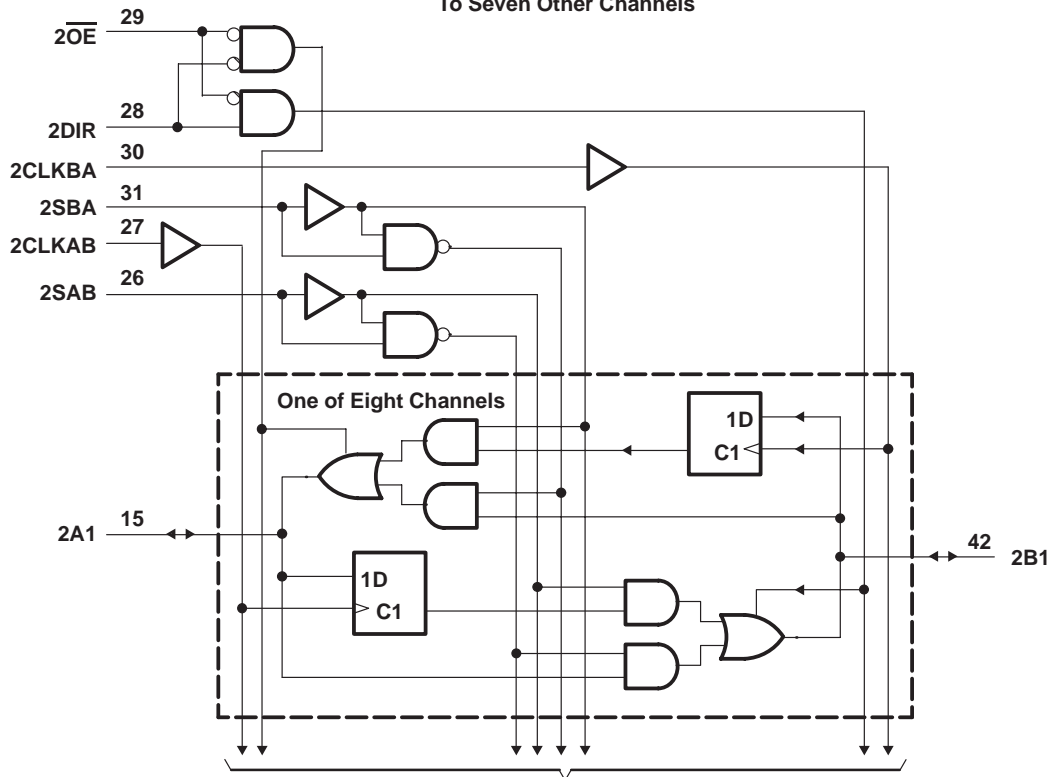 To Seven Other Channels
2OE 29
2DIR 28
2CLKBA 30
2SBA 31
2CLKAB 27
2SAB 26
One of Eight Channels
1D
C1
2A1 15
42 2B1
1D
C1